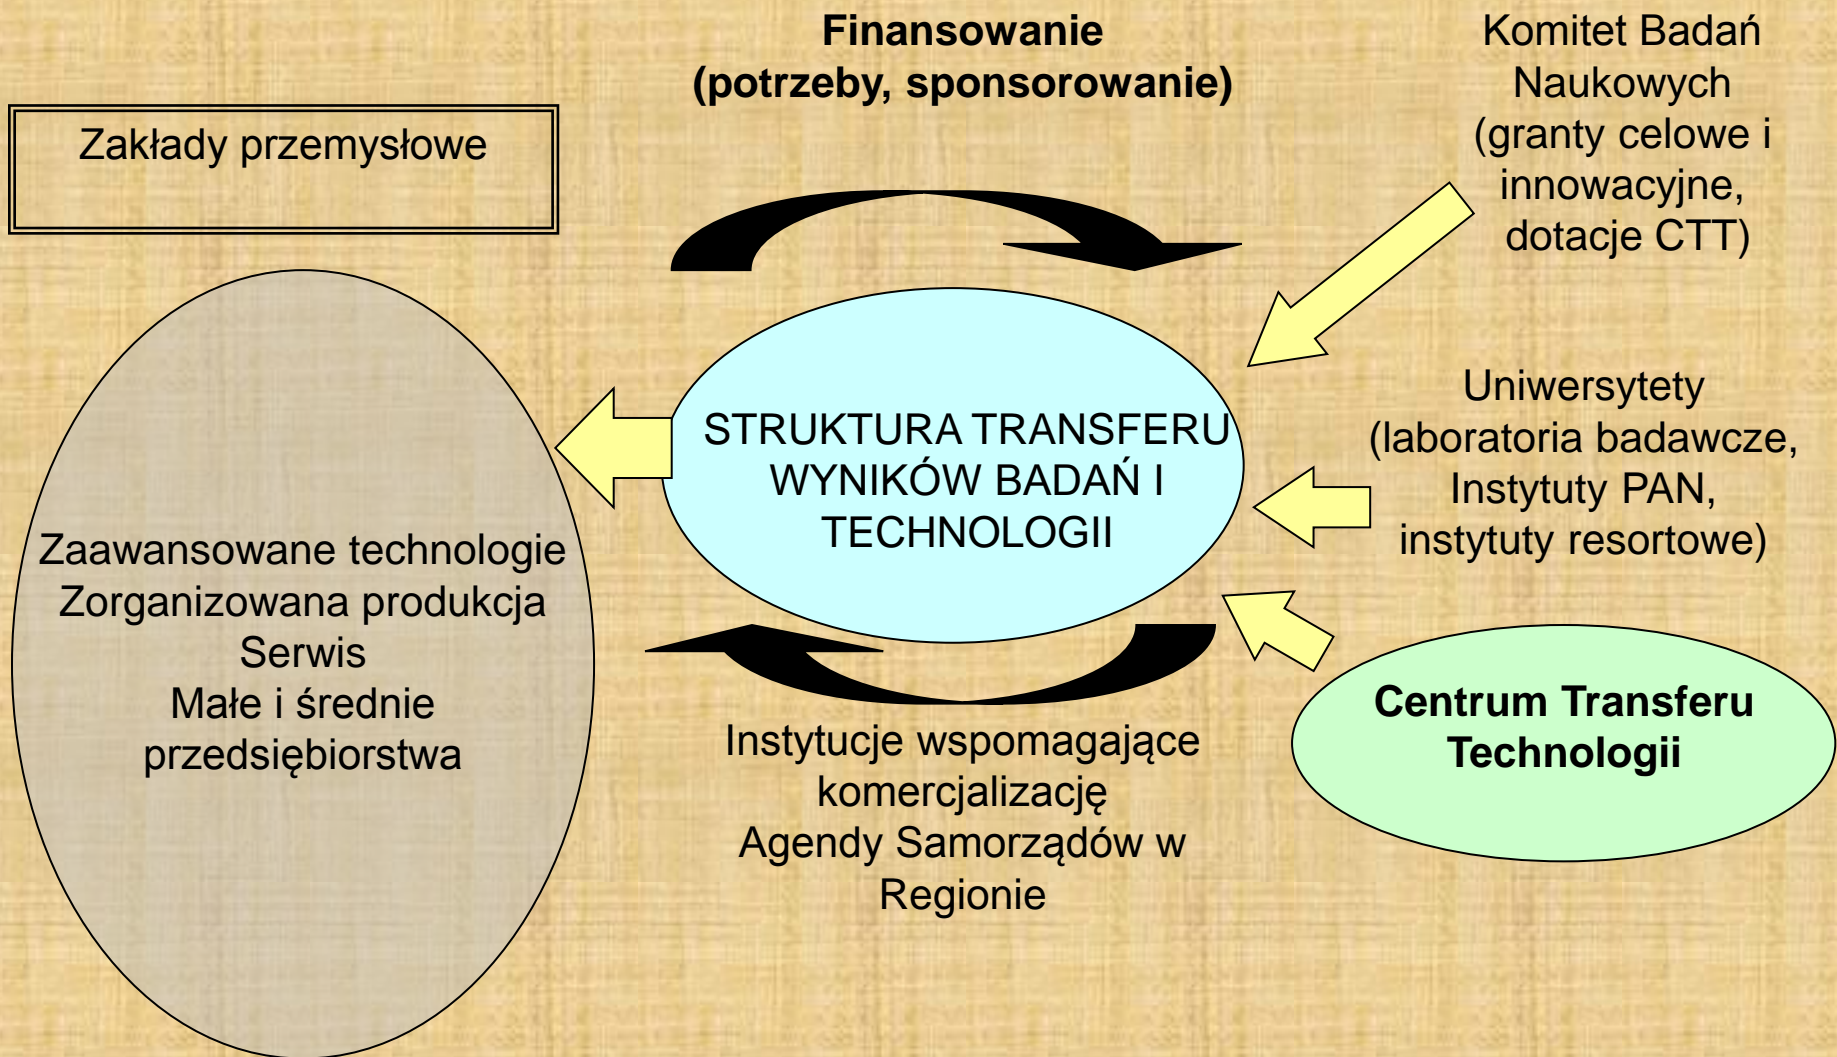 Finansowanie
(potrzeby, sponsorowanie)
Komitet Badań
Naukowych
(granty celowe i
innowacyjne,
dotacje CTT)
Zakłady przemysłowe
STRUKTURA TRANSFERU
WYNIKÓW BADAŃ I
TECHNOLOGII
Uniwersytety
(laboratoria badawcze,
Instytuty PAN,
instytuty resortowe)
Zaawansowane technologie
Zorganizowana produkcja
Serwis
Małe i średnie
przedsiębiorstwa
Instytucje wspomagające
komercjalizację
Agendy Samorządów w
Regionie
Centrum Transferu
Technologii